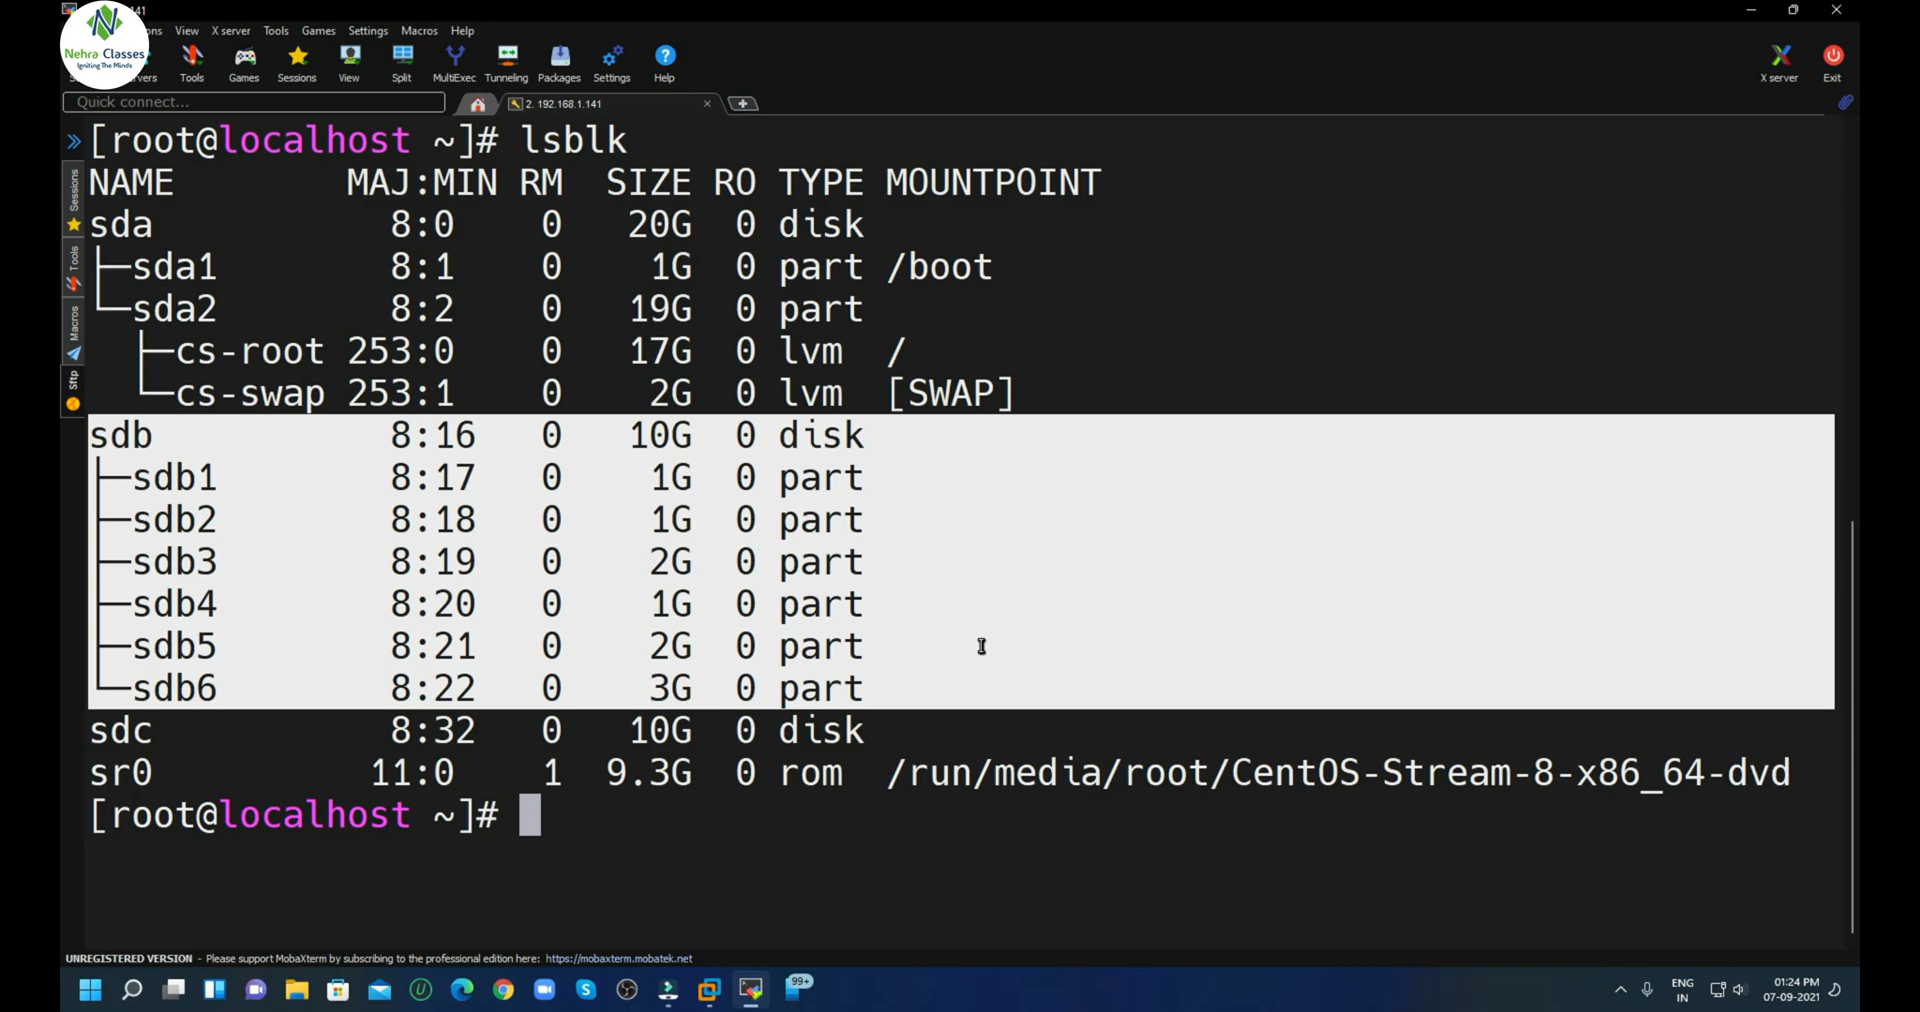 141
Nehra Classes
Igniting The Minds
View X server Tools Games Settings Macros Help
Tools Games Sessions View Split MultiExec Tunneling Packages Settings Help X server Exit
Quick connect... 2. 192.168.1.141
[root@localhost ~]# lsblk
NAME MAJ:MIN RM SIZE RO TYPE MOUNTPOINT
sda 8:0 0 20G 0 disk
├─sda1 8:1 0 1G 0 part /boot
└─sda2 8:2 0 19G 0 part
├─cs-root 253:0 0 17G 0 lvm /
└─cs-swap 253:1 0 2G 0 lvm [SWAP]
sdb 8:16 0 10G 0 disk
├─sdb1 8:17 0 1G 0 part
├─sdb2 8:18 0 1G 0 part
├─sdb3 8:19 0 2G 0 part
├─sdb4 8:20 0 1G 0 part
├─sdb5 8:21 0 2G 0 part
└─sdb6 8:22 0 3G 0 part
sdc 8:32 0 10G 0 disk
sr0 11:0 1 9.3G 0 rom /run/media/root/CentOS-Stream-8-x86_64-dvd
[root@localhost ~]#
Sessions
Tools
Macros
Sftp
UNREGISTERED VERSION - Please support MobaXterm by subscribing to the professional edition here: https://mobaxterm.mobatek.net
99+
ENG
IN
01:24 PM
07-09-2021